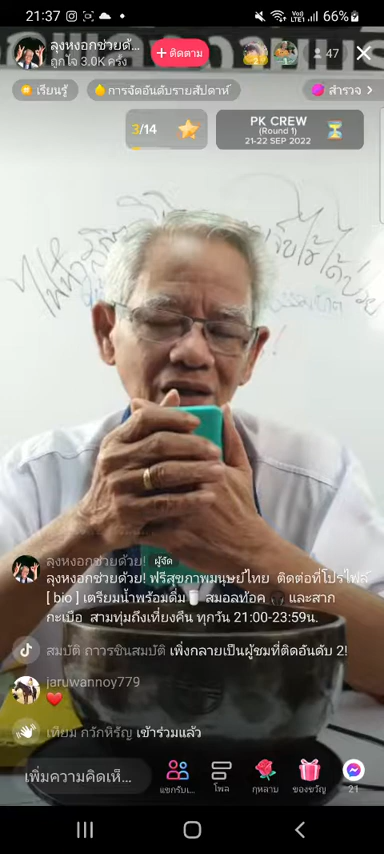 21:37
66%
ลุงหงอกช่วยด้...
ถูกใจ 3.0K ครั้ง
+ ติดตาม
47
เรียนรู้
การจัดอันดับรายสัปดาห์
สำรวจ
3/14
PK CREW
(Round 1)
21-22 SEP 2022
ลุงหงอกช่วยด้วย! ผู้จัด
ลุงหงอกช่วยด้วย! ฟรีสุขภาพมนุษย์ไทย ติดต่อที่โปรไฟล์
[ bio ] เตรียมน้ำพร้อมดื่ม🥛 สมอลท้อค 🎧 และสาก
กะเบือ สามทุ่มถึงเที่ยงคืน ทุกวัน 21:00-23:59น.
สมบัติ ถาวรชินสมบัติ เพิ่งกลายเป็นผู้ชมที่ติดอันดับ 2!
jaruwannoy779
❤️
เทียม กวักหิรัญ เข้าร่วมแล้ว
เพิ่มความคิดเห็...
แขกรับเ...
โพล
กุหลาบ
ของขวัญ
21